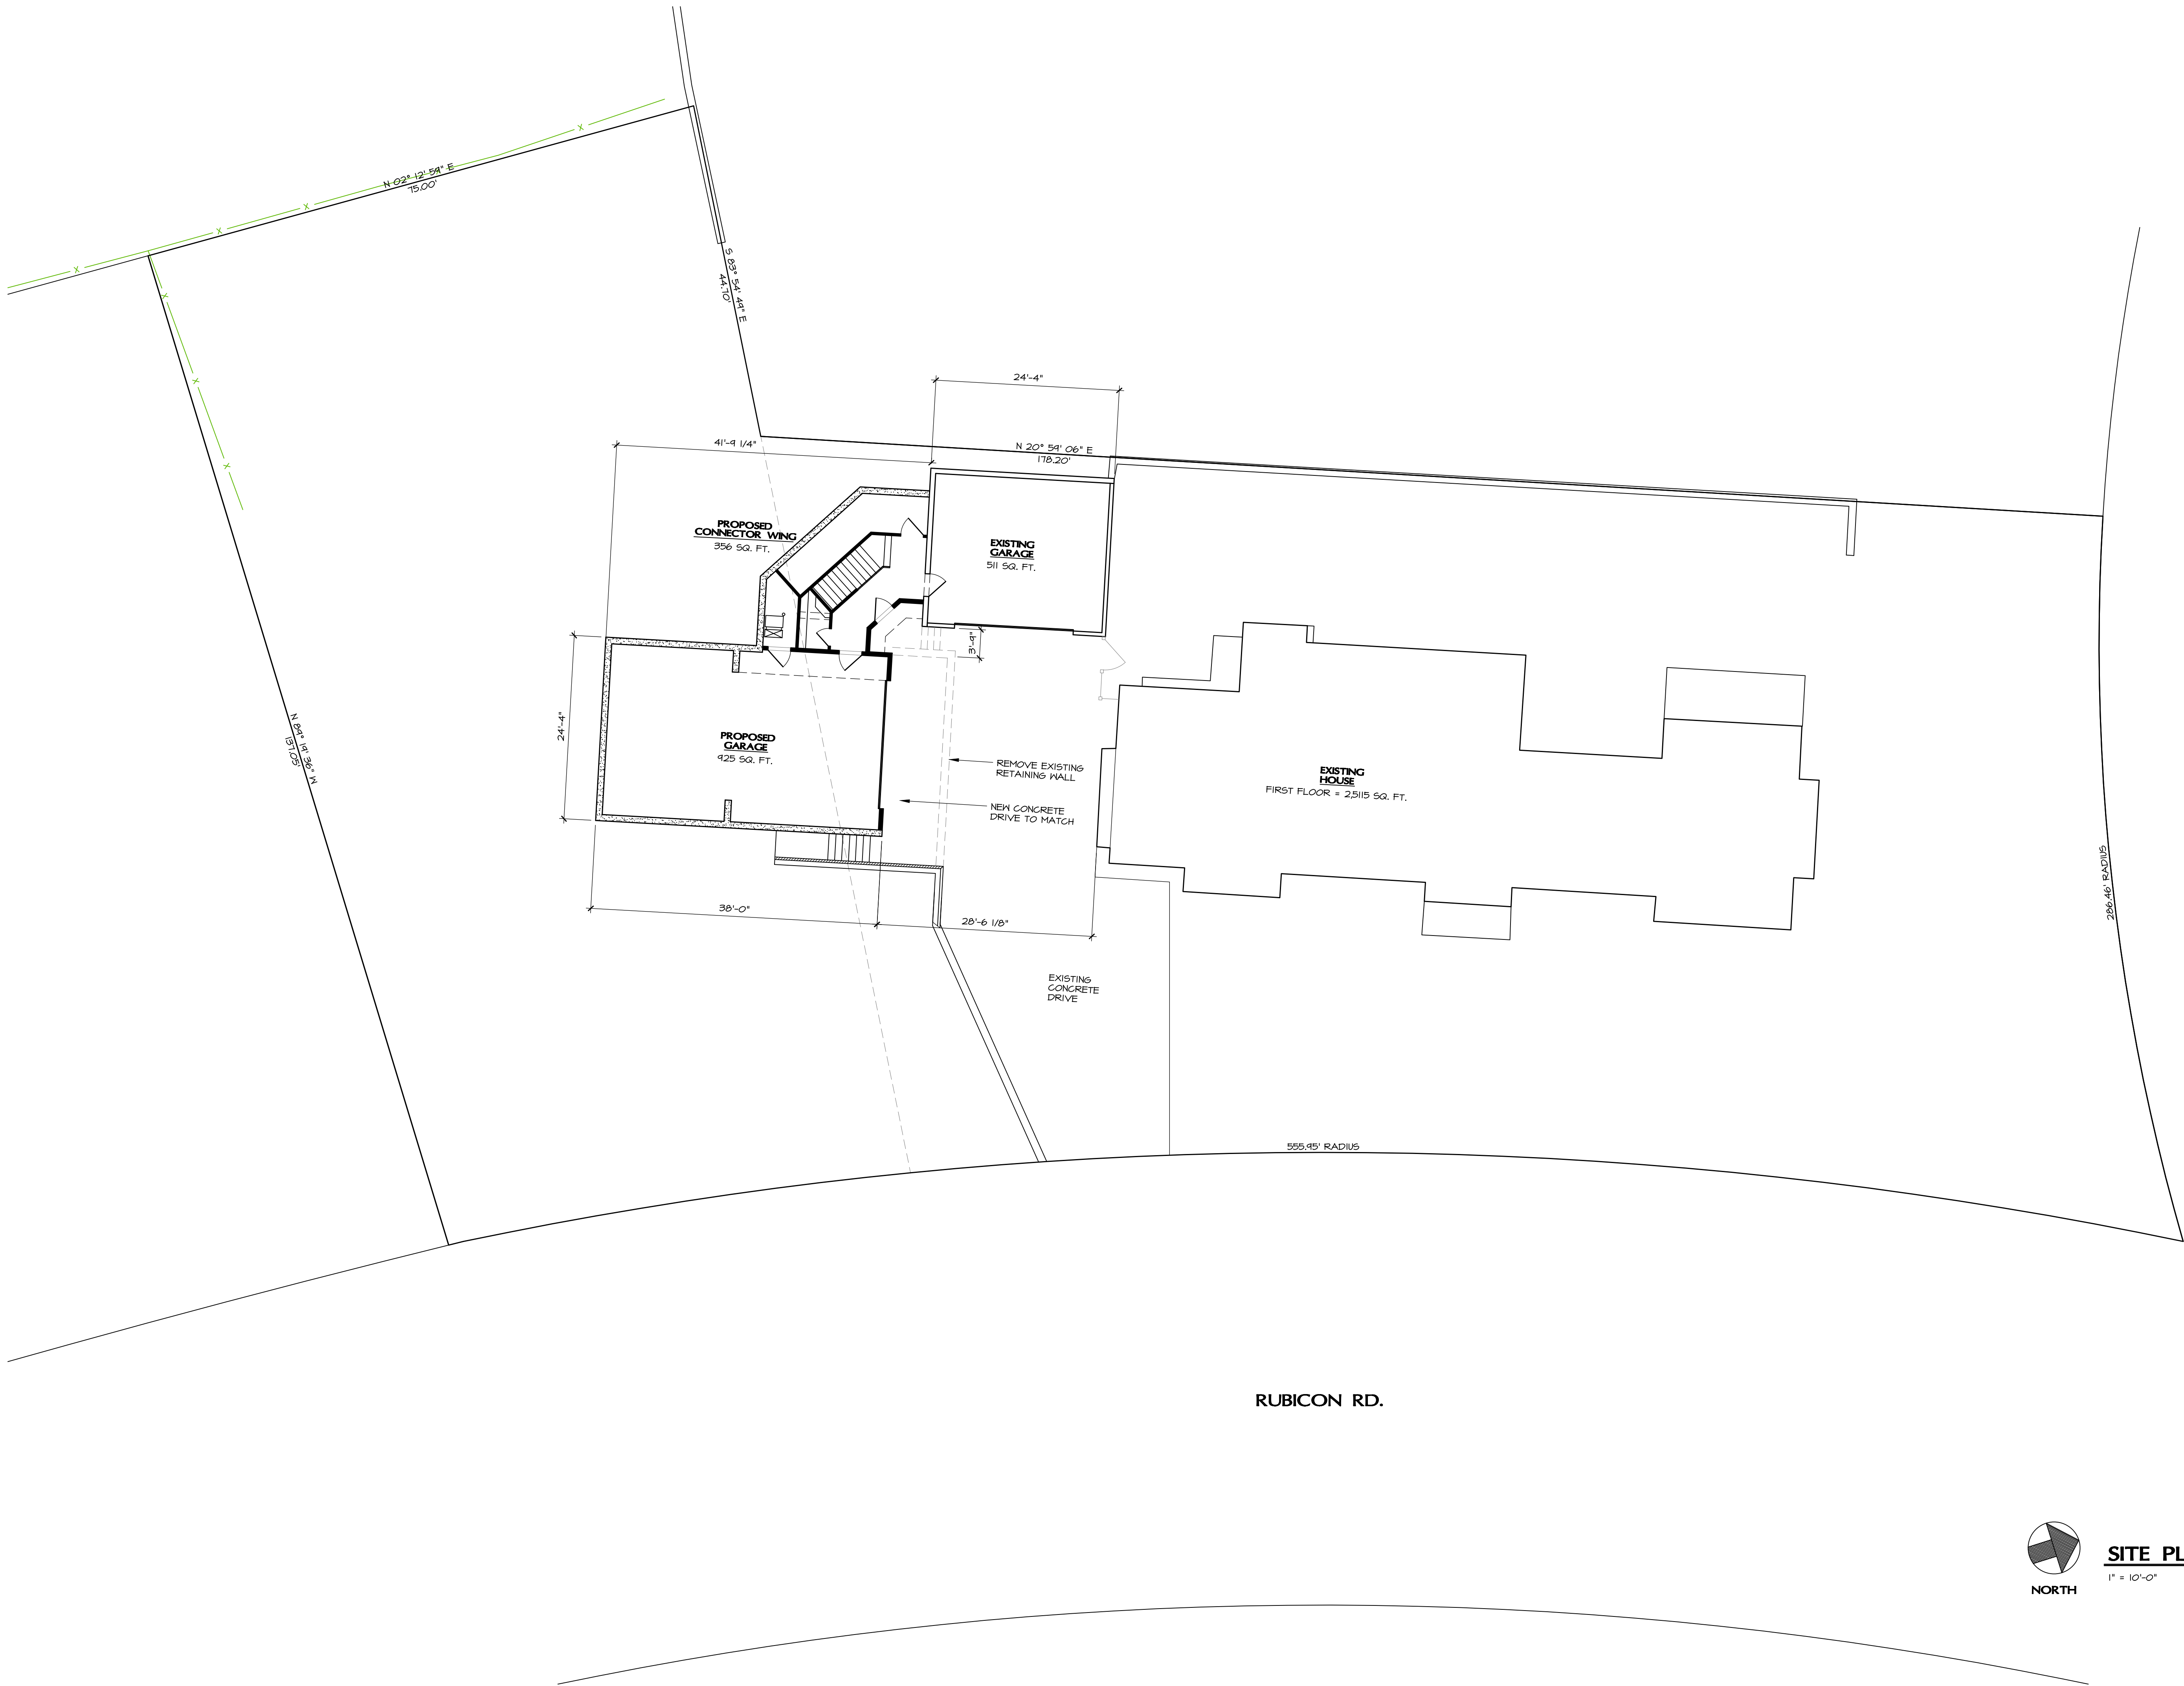 N 02° 12' 59" E
75.00'
S 83° 54' 49" E
44.70'
24'-4"
41'-9 1/4"
N 20° 59' 06" E
178.20'
PROPOSED
CONNECTOR WING
356 SQ. FT.
EXISTING
GARAGE
511 SQ. FT.
3'-9"
24'-4"
N 89° 19' 36" W
137.05'
PROPOSED
GARAGE
925 SQ. FT.
REMOVE EXISTING
RETAINING WALL
NEW CONCRETE
DRIVE TO MATCH
EXISTING
HOUSE
FIRST FLOOR = 2,5115 SQ. FT.
286.46' RADIUS
38'-0"
28'-6 1/8"
EXISTING
CONCRETE
DRIVE
555.95' RADIUS
RUBICON RD.
NORTH
SITE PL
1" = 10'-0"
X
X
X
X
X
X
X